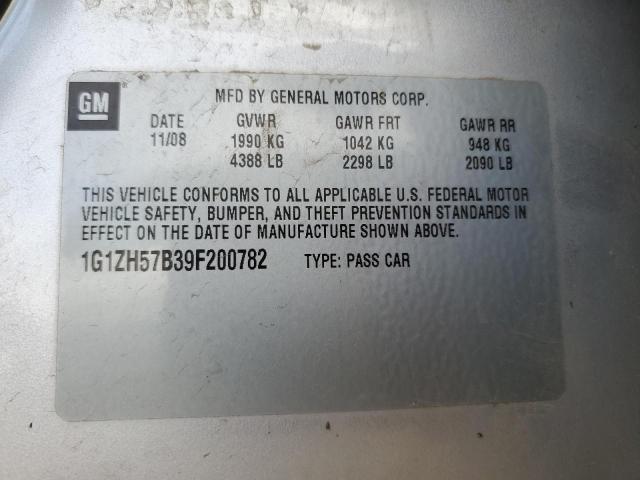 GM
MFD BY GENERAL MOTORS CORP.
DATE GVWR GAWR FRT GAWR RR
11/08 1990 KG 1042 KG 948 KG
4388 LB 2298 LB 2090 LB
THIS VEHICLE CONFORMS TO ALL APPLICABLE U.S. FEDERAL MOTOR
VEHICLE SAFETY, BUMPER, AND THEFT PREVENTION STANDARDS IN
EFFECT ON THE DATE OF MANUFACTURE SHOWN ABOVE.
1G1ZH57B39F200782 TYPE: PASS CAR